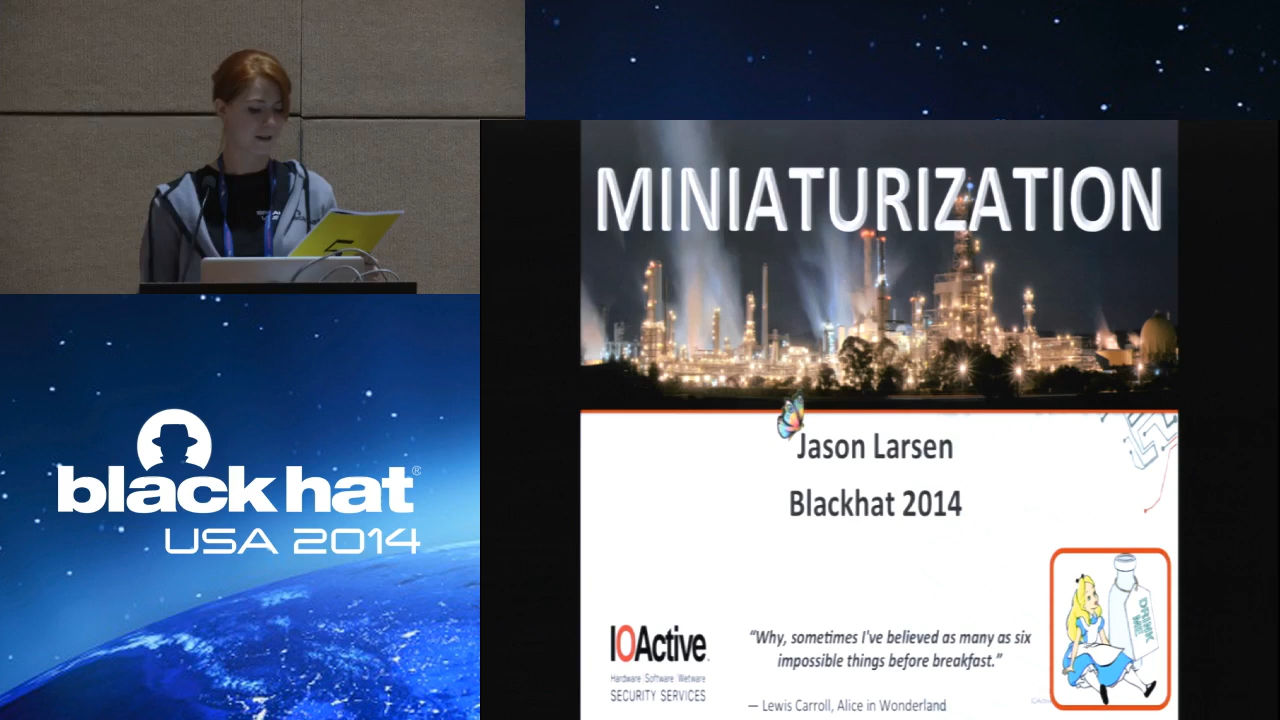 MINIATURIZATION
Jason Larsen
Blackhat 2014
"Why, sometimes I've believed as many as six
impossible things before breakfast."
— Lewis Carroll, Alice in Wonderland
IOActive
Hardware Software Wetware
SECURITY SERVICES
DRINK
ME
black hat®
USA 2014